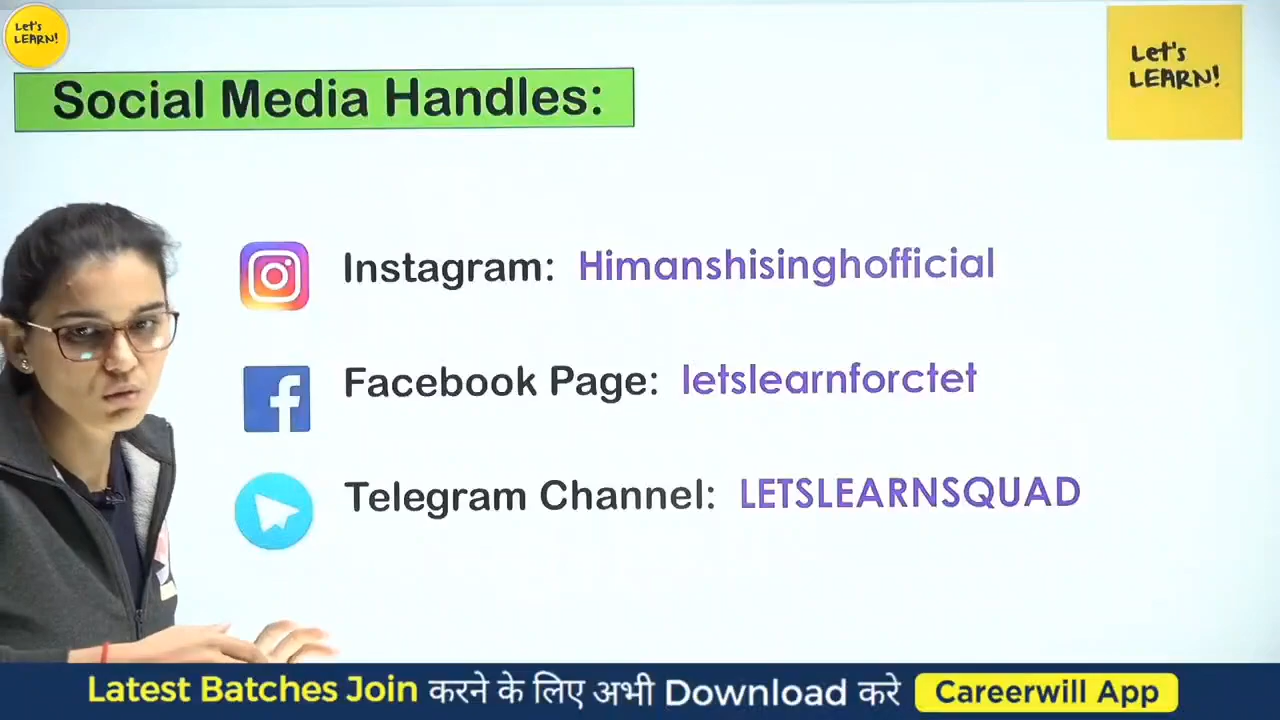 Let's
LEARN!
Let's
LEARN!
Social Media Handles:
Instagram: Himanshisinghofficial
Facebook Page: letslearnforctet
Telegram Channel: LETSLEARNSQUAD
Latest Batches Join करने के लिए अभी Download करे Careerwill App